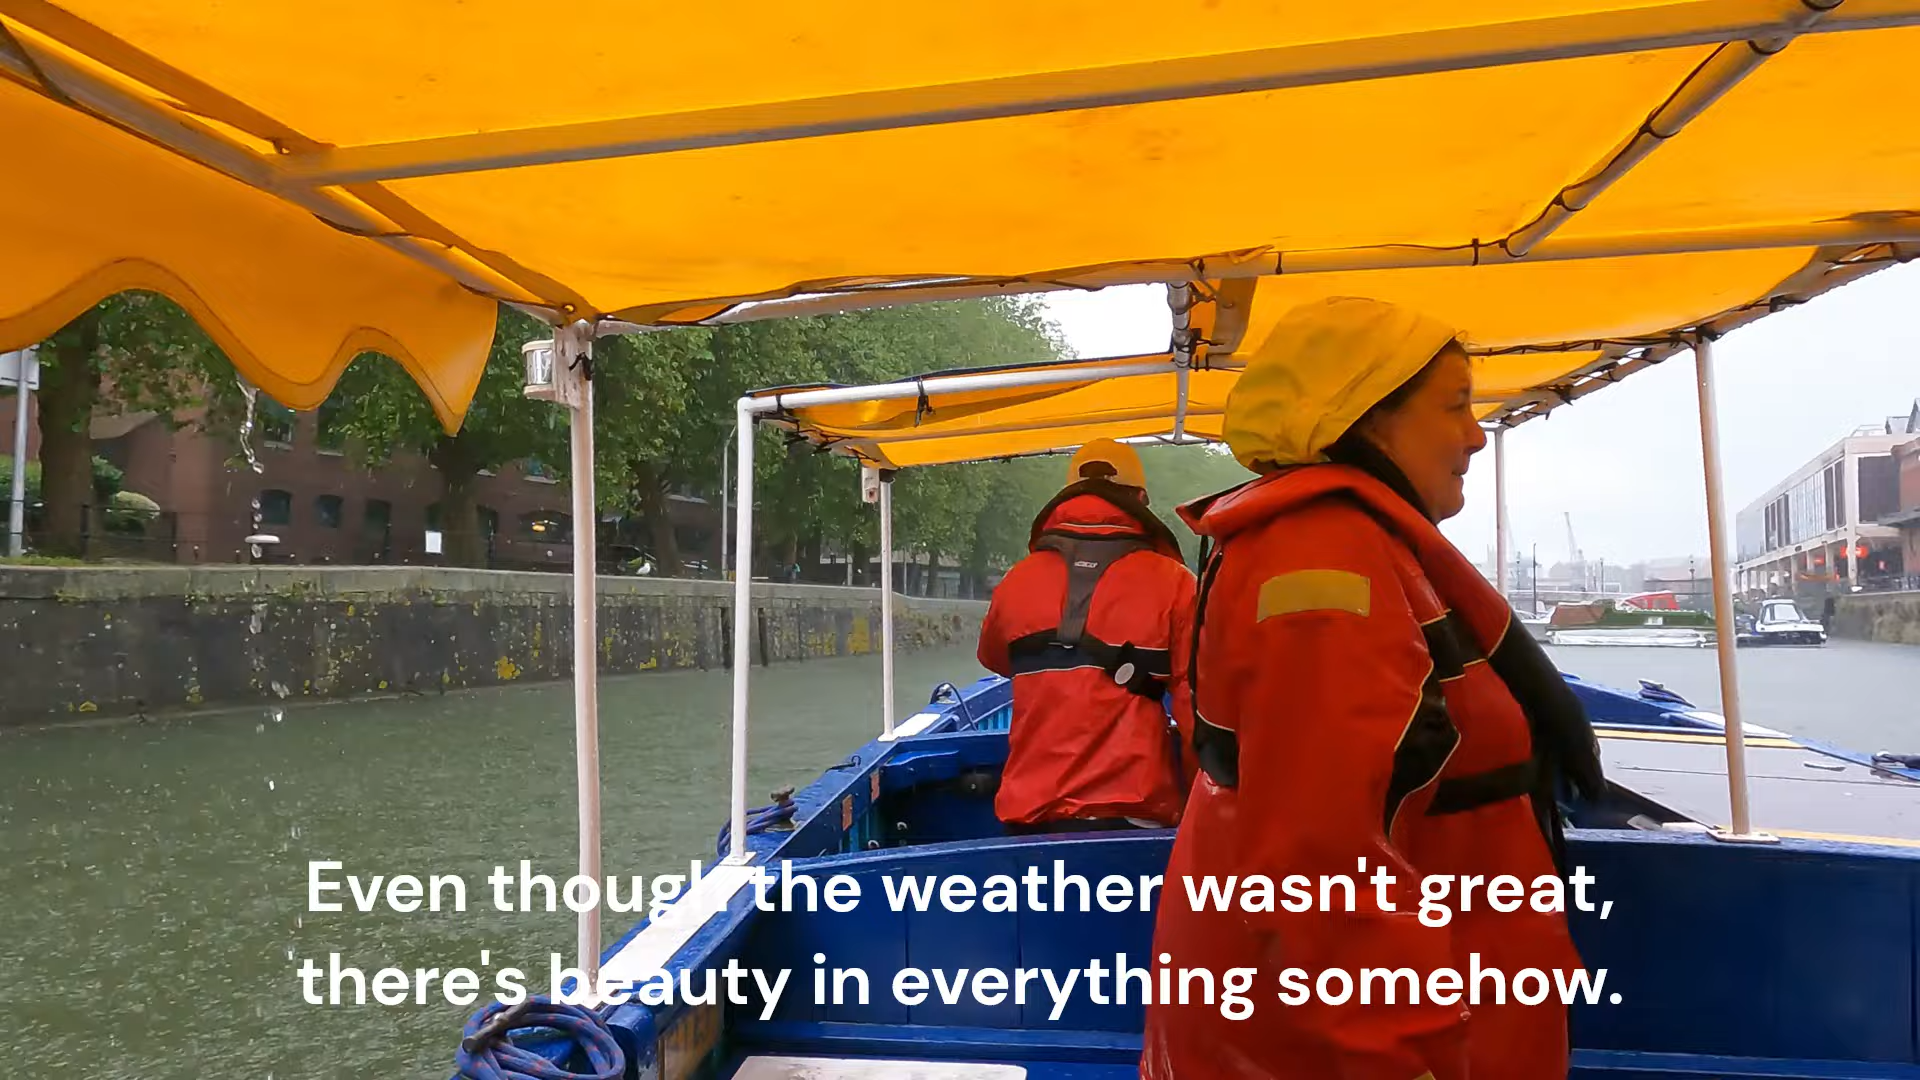 Even though the weather wasn't great,
there's beauty in everything somehow.